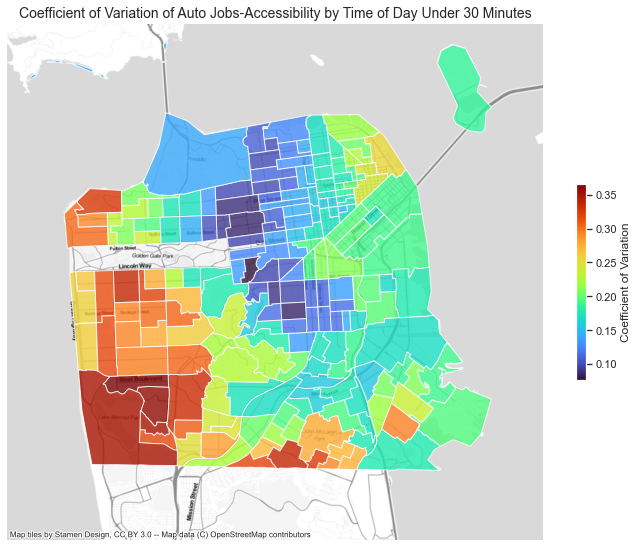 Coefficient of Variation of Auto Jobs-Accessibility by Time of Day Under 30 Minutes
Fulton Street
Golden Gate Park
Lincoln Way
Sloat Boulevard
Mission Street
0.35
0.30
0.25
0.20
0.15
0.10
Coefficient of Variation
Map tiles by Stamen Design, CC BY 3.0 -- Map data (C) OpenStreetMap contributors